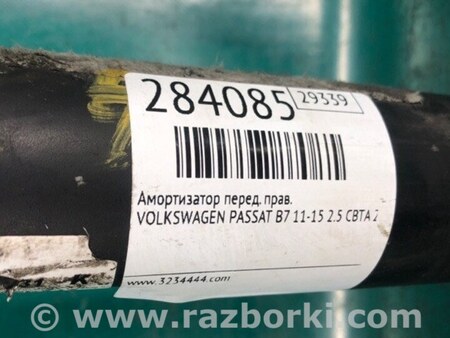 284085 29339
Амортизатор перед. прав.
VOLKSWAGEN PASSAT B7 11-15 2.5 CBTA 2
www.3234444.com
© www.razborki.com